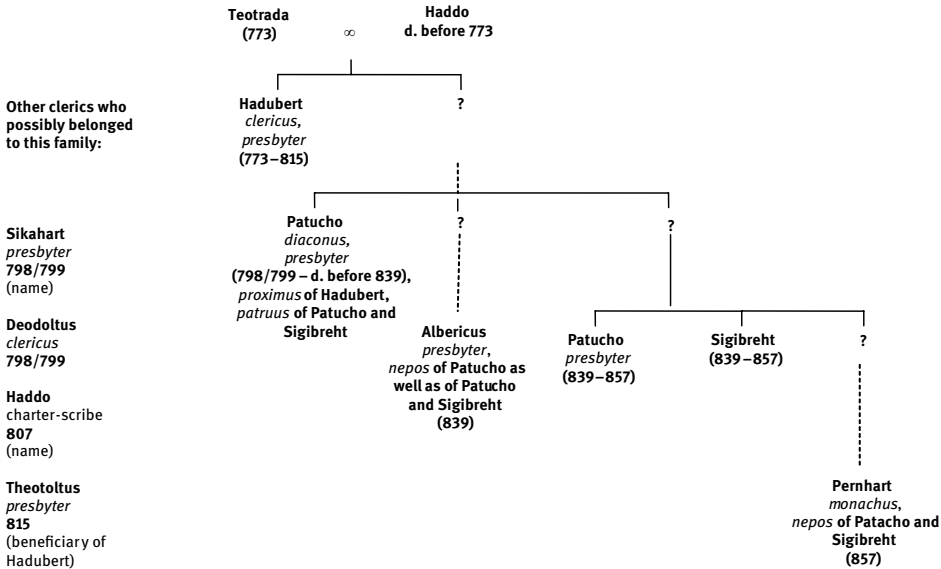 Teotrada
(773)
∞
Haddo
d. before 773
Other clerics who
possibly belonged
to this family:
Hadubert
clericus,
presbyter
(773–815)
?
Sikahart
presbyter
798/799
(name)
Deodoltus
clericus
798/799
Haddo
charter-scribe
807
(name)
Theotoltus
presbyter
815
(beneficiary of
Hadubert)
Patucho
diaconus,
presbyter
(798/799 – d. before 839),
proximus of Hadubert,
patruus of Patucho and
Sigibreht
?
Albericus
presbyter,
nepos of Patucho as
well as of Patucho
and Sigibreht
(839)
?
Patucho
presbyter
(839–857)
Sigibreht
(839–857)
?
Pernhart
monachus,
nepos of Patacho and
Sigibreht
(857)